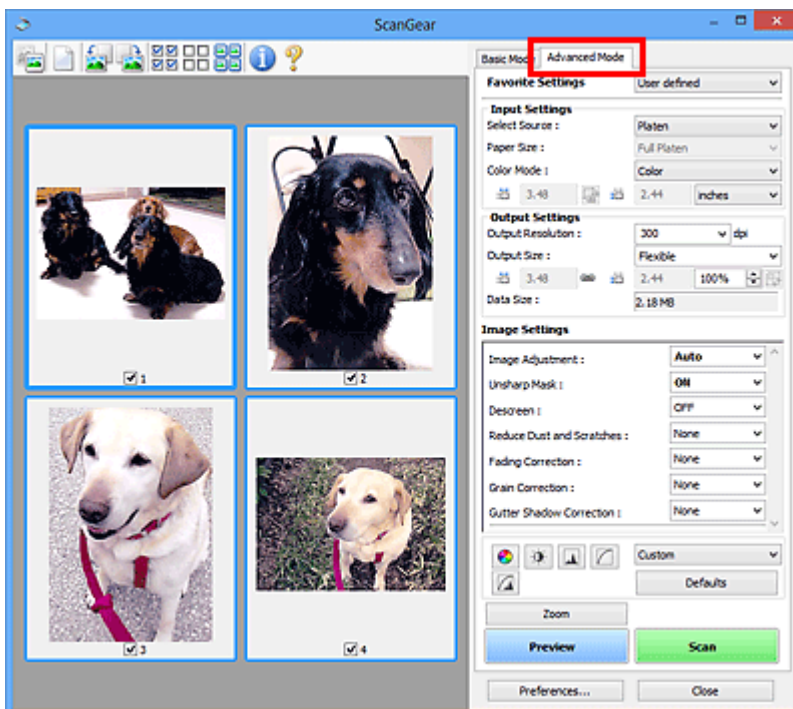 ScanGear
Basic Mode Advanced Mode
Favorite Settings User defined
Input Settings
Select Source : Platen
Paper Size : Full Platen
Color Mode : Color
3.48 2.44 inches
Output Settings
Output Resolution : 300 dpi
Output Size : Flexible
3.48 2.44 100%
Data Size : 2.18 MB
Image Settings
Image Adjustment : Auto
Unsharp Mask : ON
Descreen : OFF
Reduce Dust and Scratches : None
Fading Correction : None
Grain Correction : None
Gutter Shadow Correction : None
1
2
3
4
Custom
Defaults
Zoom
Preview Scan
Preferences... Close